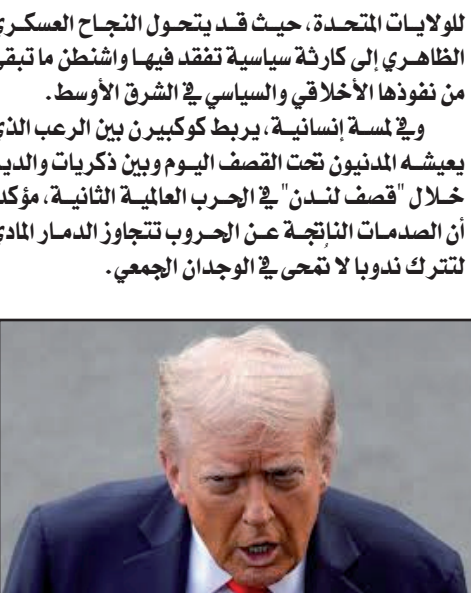 للولايات المتحدة، حيث قد يتحول النجاح العسكري
الظاهري إلى كارثة سياسية تفقد فيها واشنطن ما تبقى
من نفوذها الأخلاقي والسياسي في الشرق الأوسط.
وفي لمسة إنسانية، يربط كوكبيرن بين الرعب الذي
يعيشه المدنيون تحت القصف اليوم وبين ذكريات
خلال "قصف لندن" في الحرب العالمية الثانية،
أن الصدمات الناتجة عن الحروب تتجاوز الدمار المادي
لتترك ندوبا لا تُمحى في الوجدان الجمعي.